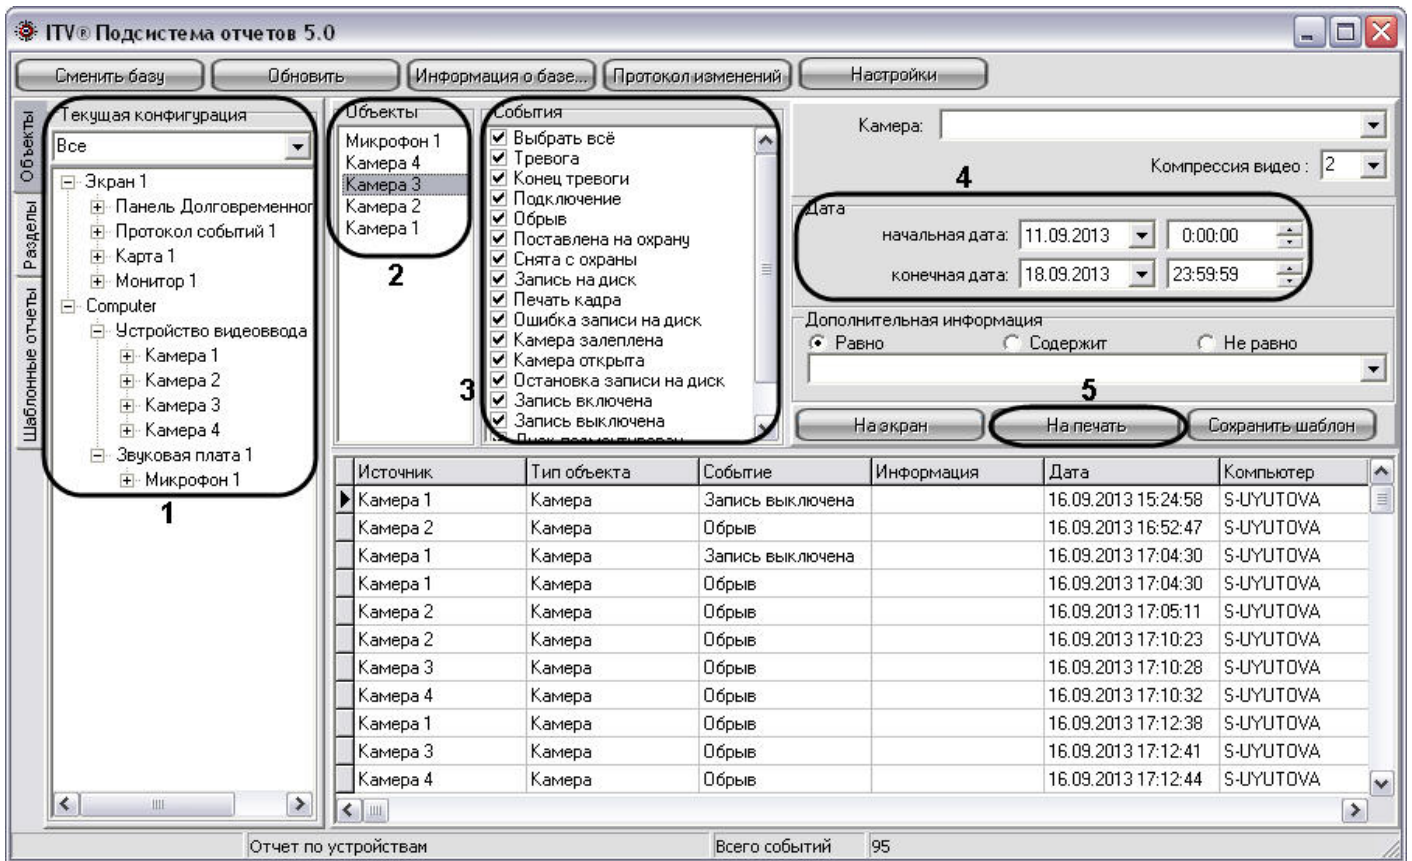 ITV® Подсистема отчетов 5.0
Сменить базу Обновить Информация о базе... Протокол изменений Настройки
Объекты
Разделы
Шаблонные отчеты
Текущая конфигурация
Все
Экран 1
Панель Долговременног
Протокол событий 1
Карта 1
Монитор 1
Computer
Устройство видеоввода
Камера 1
Камера 2
Камера 3
Камера 4
Звуковая плата 1
Микрофон 1
1
Объекты
Микрофон 1
Камера 4
Камера 3
Камера 2
Камера 1
2
События
Выбрать всё
Тревога
Конец тревоги
Подключение
Обрыв
Поставлена на охрану
Снята с охраны
Запись на диск
Печать кадра
Ошибка записи на диск
Камера залеплена
Камера открыта
Остановка записи на диск
Запись включена
Запись выключена
3
Камера:
Компрессия видео : 2
4
Дата
начальная дата: 11.09.2013 0:00:00
конечная дата: 18.09.2013 23:59:59
Дополнительная информация
Равно Содержит Не равно
5
На экран На печать Сохранить шаблон
Источник Тип объекта Событие Информация Дата Компьютер
Камера 1 Камера Запись выключена 16.09.2013 15:24:58 S-UYUTOVA
Камера 2 Камера Обрыв 16.09.2013 16:52:47 S-UYUTOVA
Камера 1 Камера Запись выключена 16.09.2013 17:04:30 S-UYUTOVA
Камера 1 Камера Обрыв 16.09.2013 17:04:30 S-UYUTOVA
Камера 2 Камера Обрыв 16.09.2013 17:05:11 S-UYUTOVA
Камера 2 Камера Обрыв 16.09.2013 17:10:23 S-UYUTOVA
Камера 3 Камера Обрыв 16.09.2013 17:10:28 S-UYUTOVA
Камера 4 Камера Обрыв 16.09.2013 17:10:32 S-UYUTOVA
Камера 1 Камера Обрыв 16.09.2013 17:12:38 S-UYUTOVA
Камера 3 Камера Обрыв 16.09.2013 17:12:41 S-UYUTOVA
Камера 4 Камера Обрыв 16.09.2013 17:12:44 S-UYUTOVA
Отчет по устройствам Всего событий 95